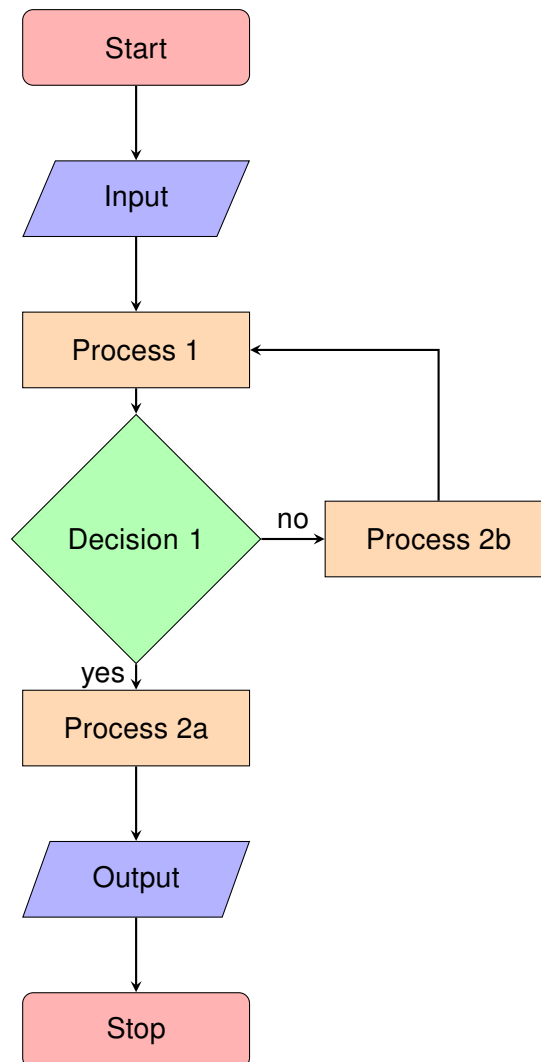 Start
Input
Process 1
Decision 1
no
Process 2b
yes
Process 2a
Output
Stop